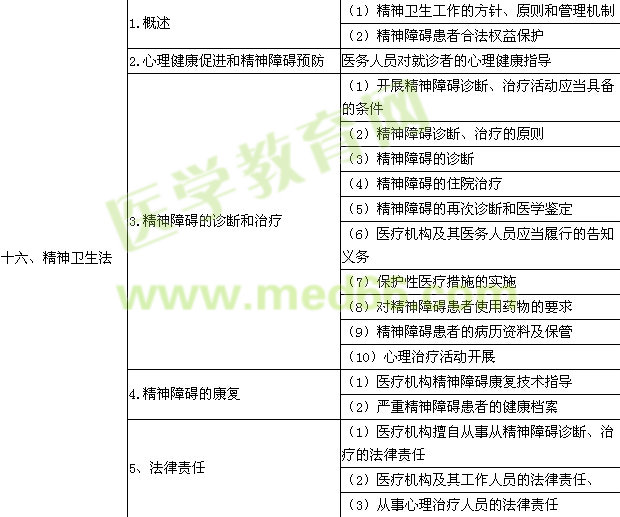 十六、精神卫生法
1.概述
（1）精神卫生工作的方针、原则和管理机制
（2）精神障碍患者合法权益保护
2.心理健康促进和精神障碍预防
医务人员对就诊者的心理健康指导
3.精神障碍的诊断和治疗
（1）开展精神障碍诊断、治疗活动应当具备
的条件
（2）精神障碍诊断、治疗的原则
（3）精神障碍的诊断
（4）精神障碍的住院治疗
（5）精神障碍的再次诊断和医学鉴定
（6）医疗机构及其医务人员应当履行的告知
义务
（7）保护性医疗措施的实施
（8）对精神障碍患者使用药物的要求
（9）精神障碍患者的病历资料及保管
（10）心理治疗活动开展
4.精神障碍的康复
（1）医疗机构精神障碍康复技术指导
（2）严重精神障碍患者的健康档案
5、法律责任
（1）医疗机构擅自从事从精神障碍诊断、治
疗的法律责任
（2）医疗机构及其工作人员的法律责任、
（3）从事心理治疗人员的法律责任
医学教育网
www.med66.com